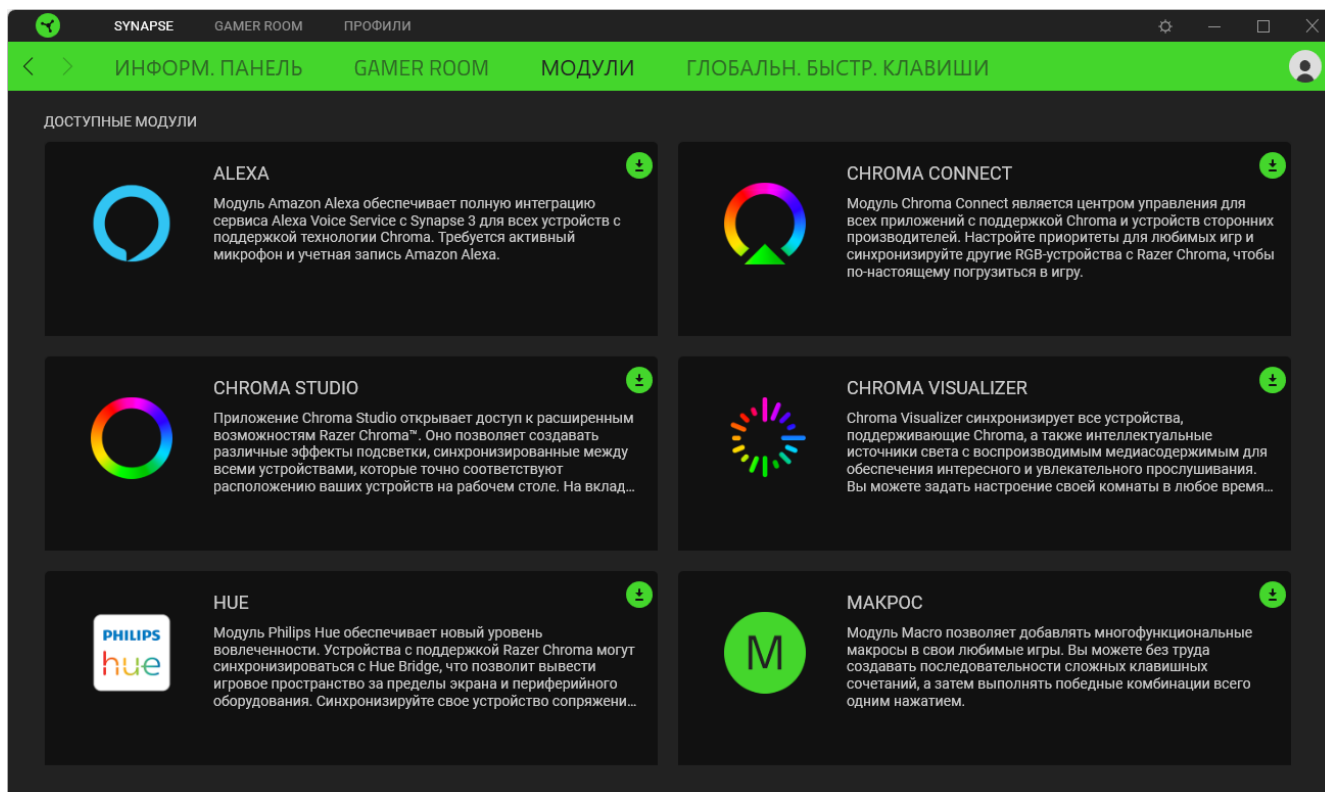 SYNAPSE GAMER ROOM ПРОФИЛИ
ИНФОРМ. ПАНЕЛЬ GAMER ROOM МОДУЛИ ГЛОБАЛЬН. БЫСТР. КЛАВИШИ
ДОСТУПНЫЕ МОДУЛИ
ALEXA
Модуль Amazon Alexa обеспечивает полную интеграцию
сервиса Alexa Voice Service с Synapse 3 для всех устройств с
поддержкой технологии Chroma. Требуется активный
микрофон и учетная запись Amazon Alexa.
CHROMA CONNECT
Модуль Chroma Connect является центром управления для
всех приложений с поддержкой Chroma и устройств сторонних
производителей. Настройте приоритеты для любимых игр и
синхронизируйте другие RGB-устройства с Razer Chroma, чтобы
по-настоящему погрузиться в игру.
CHROMA STUDIO
Приложение Chroma Studio открывает доступ к расширенным
возможностям Razer Chroma™. Оно позволяет создавать
различные эффекты подсветки, синхронизированные между
всеми устройствами, которые точно соответствуют
расположению ваших устройств на рабочем столе. На вклад...
CHROMA VISUALIZER
Chroma Visualizer синхронизирует все устройства,
поддерживающие Chroma, а также интеллектуальные
источники света с воспроизводимым медиасодержимым для
обеспечения интересного и увлекательного прослушивания.
Вы можете задать настроение своей комнаты в любое время...
PHILIPS
hue
HUE
Модуль Philips Hue обеспечивает новый уровень
вовлеченности. Устройства с поддержкой Razer Chroma могут
синхронизироваться с Hue Bridge, что позволит вывести
игровое пространство за пределы экрана и периферийного
оборудования. Синхронизируйте свое устройство сопряжени...
M
МАКРОС
Модуль Macro позволяет добавлять многофункциональные
макросы в свои любимые игры. Вы можете без труда
создавать последовательности сложных клавишных
сочетаний, а затем выполнять победные комбинации всего
одним нажатием.